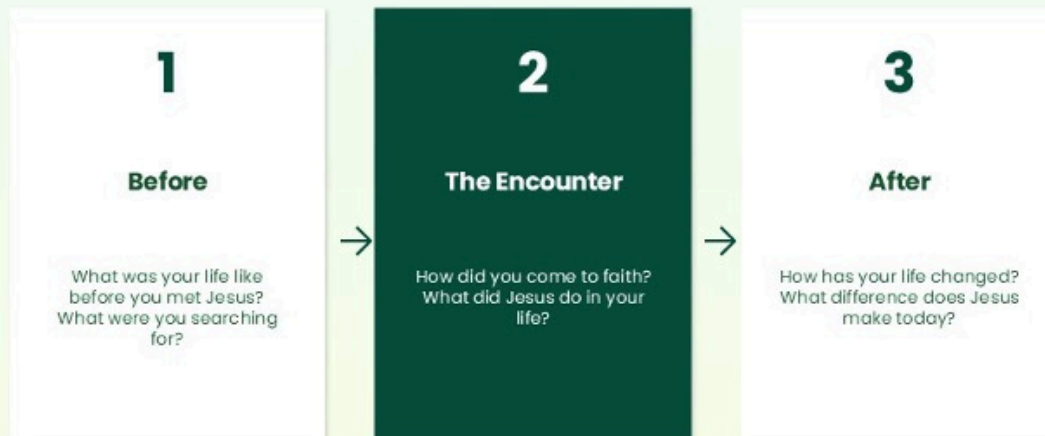 1
Before
What was your life like
before you met Jesus?
What were you searching
for?
→
2
The Encounter
How did you come to faith?
What did Jesus do in your
life?
→
3
After
How has your life changed?
What difference does Jesus
make today?